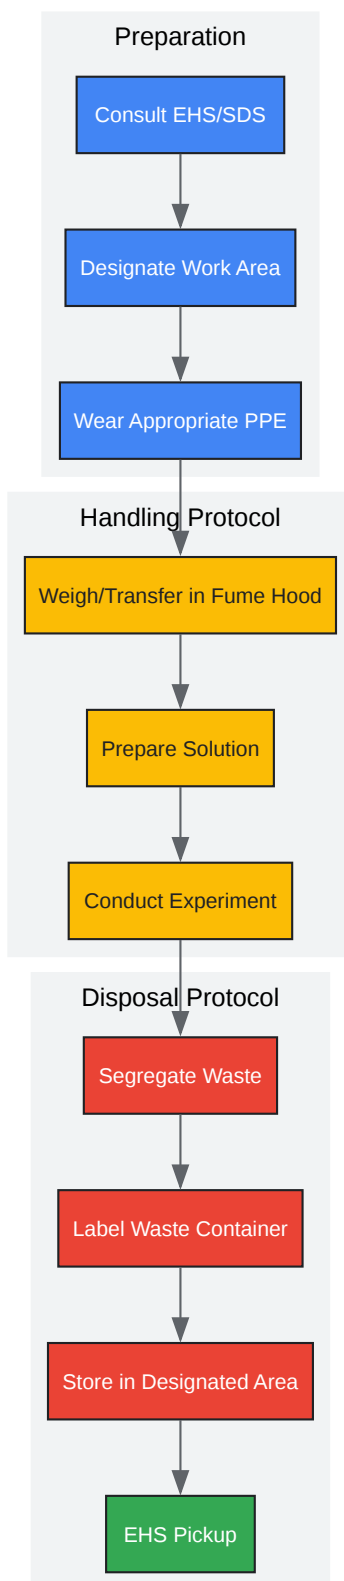 Preparation
Consult EHS/SDS
Designate Work Area
Wear Appropriate PPE
Handling Protocol
Weigh/Transfer in Fume Hood
Prepare Solution
Conduct Experiment
Disposal Protocol
Segregate Waste
Label Waste Container
Store in Designated Area
EHS Pickup